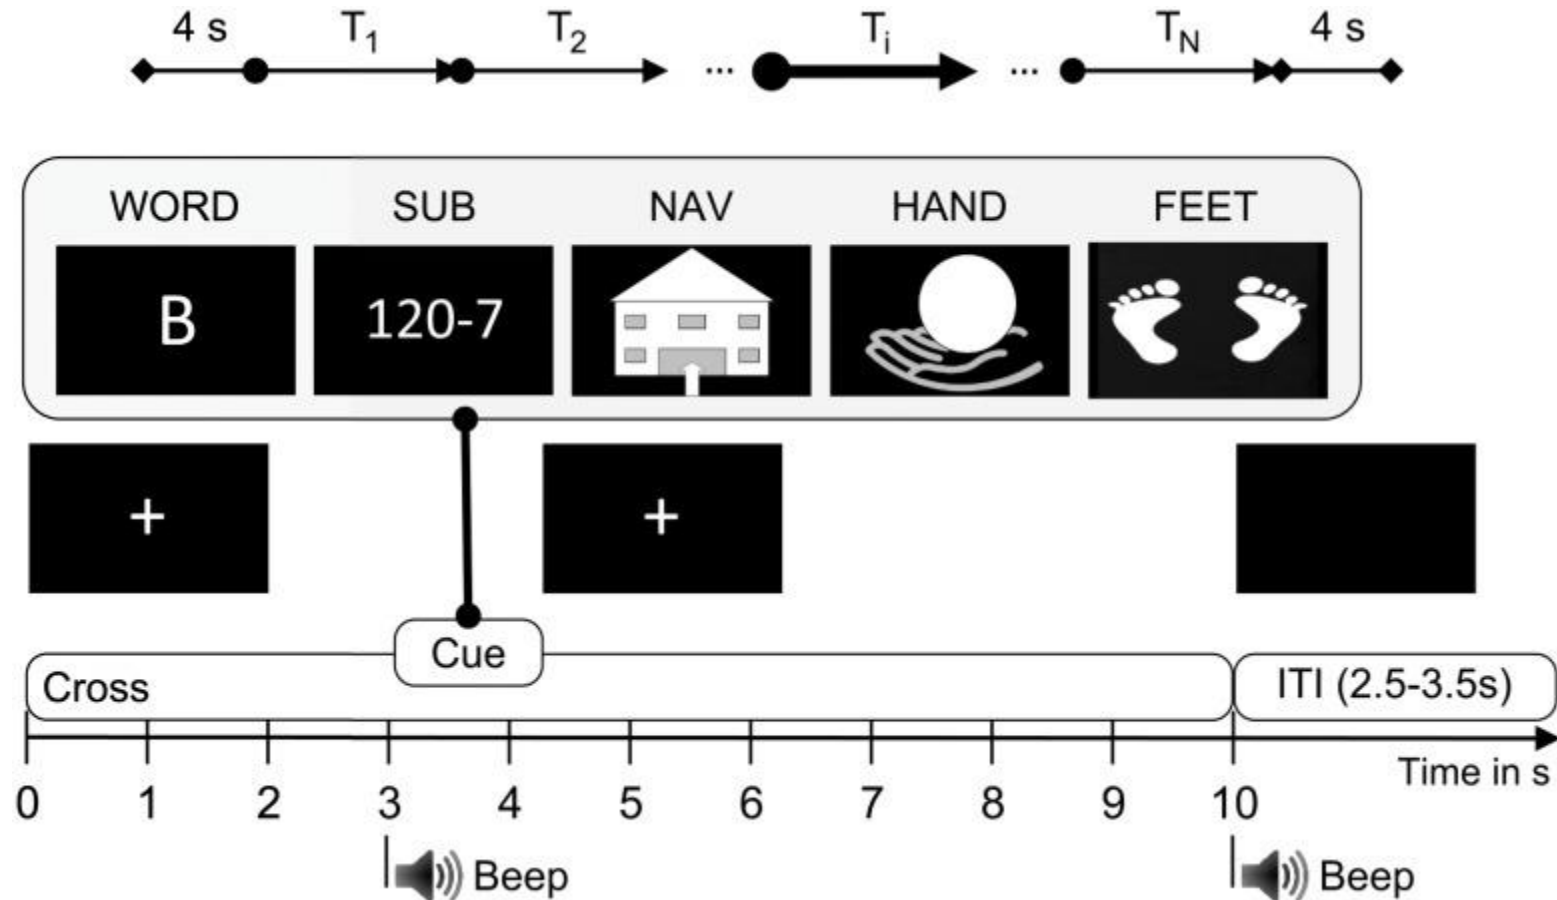 4 s T₁ T₂ ... Tᵢ ... T_N 4 s
WORD SUB NAV HAND FEET
B 120-7
+ +
Cue
Cross ITI (2.5-3.5s)
Time in s
0 1 2 3 4 5 6 7 8 9 10
Beep Beep